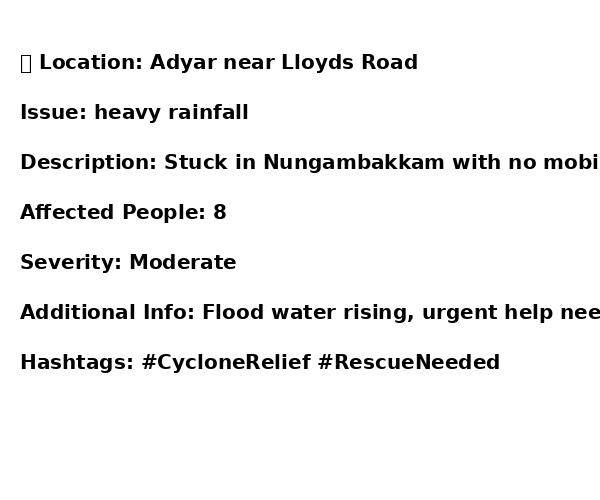 Location: Adyar near Lloyds Road
Issue: heavy rainfall
Description: Stuck in Nungambakkam with no mobi
Affected People: 8
Severity: Moderate
Additional Info: Flood water rising, urgent help nee
Hashtags: #CycloneRelief #RescueNeeded